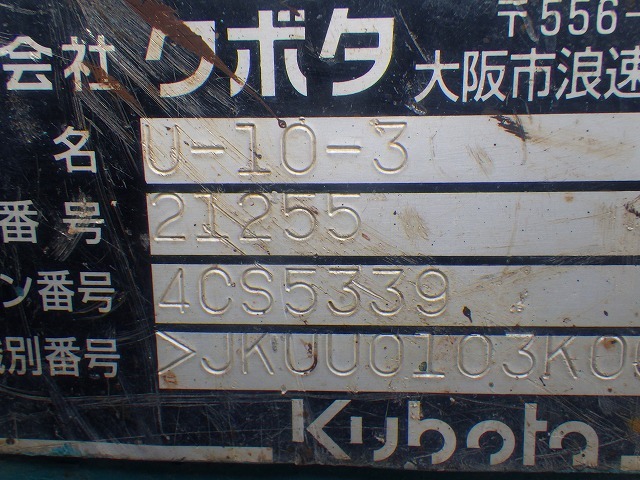 〒556-
会社 クボタ 大阪市浪速
名 U-10-3
番号 21255
ン番号 4CS5339
別番号 >JKUU0103K0
Kubota